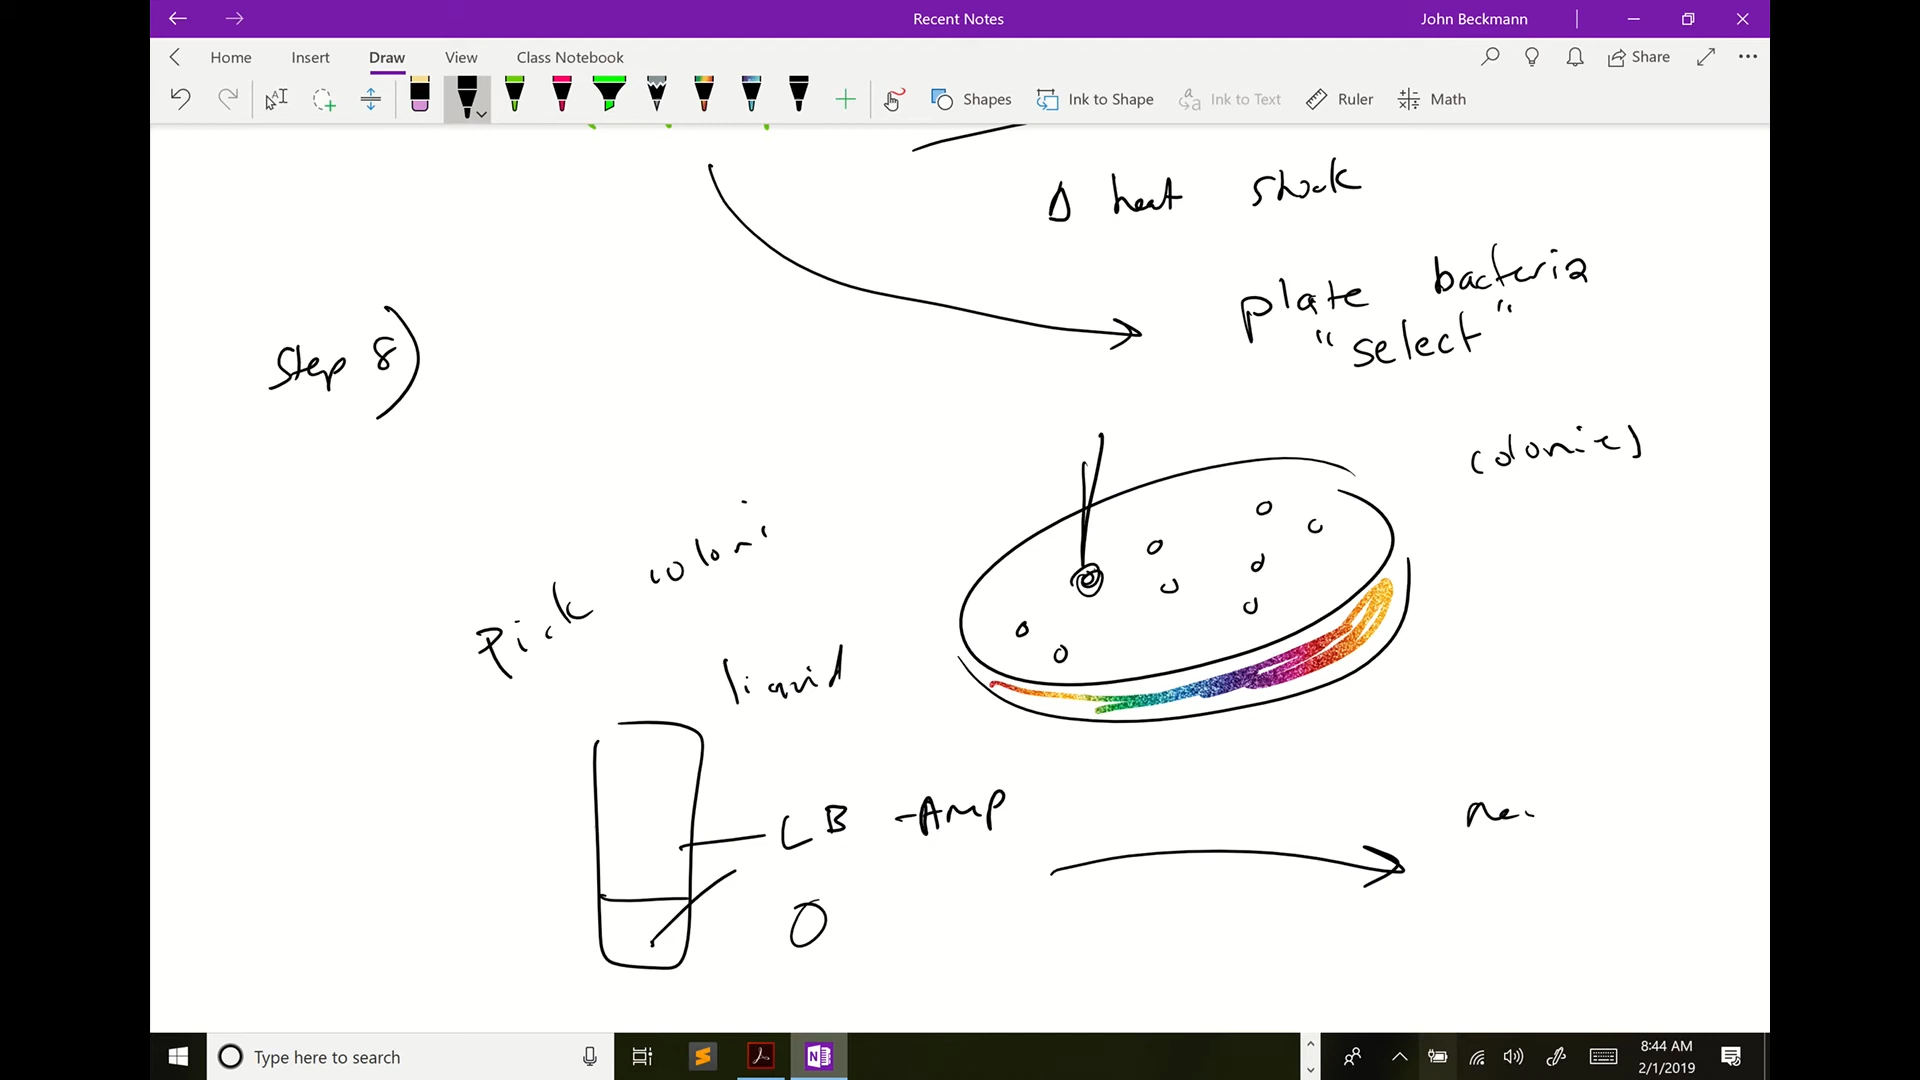 Recent Notes
John Beckmann
Home Insert Draw View Class Notebook
Share
Shapes Ink to Shape Ink to Text Ruler Math
Δ heat shock
plate bacteria
"select"
Step 8)
colonies
Pick coloni
liquid
LB -AMP
O
Type here to search
8:44 AM
2/1/2019